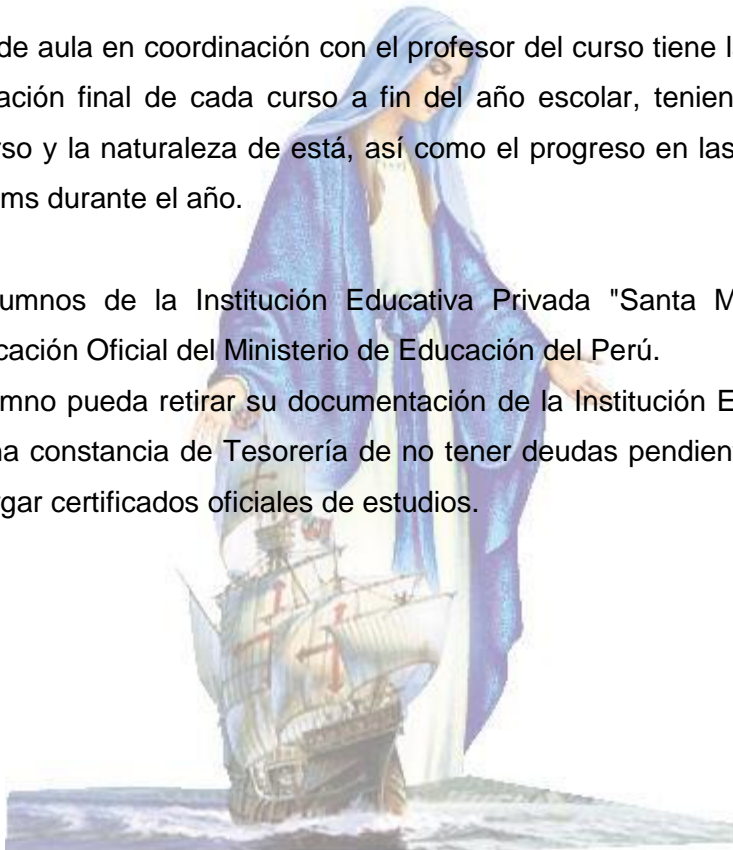 de aula en coordinación con el profesor del curso tiene l
ación final de cada curso a fin del año escolar, tenien
rso y la naturaleza de está, así como el progreso en las
ms durante el año.
umnos de la Institución Educativa Privada "Santa M
cación Oficial del Ministerio de Educación del Perú.
mno pueda retirar su documentación de la Institución E
na constancia de Tesorería de no tener deudas pendien
rgar certificados oficiales de estudios.